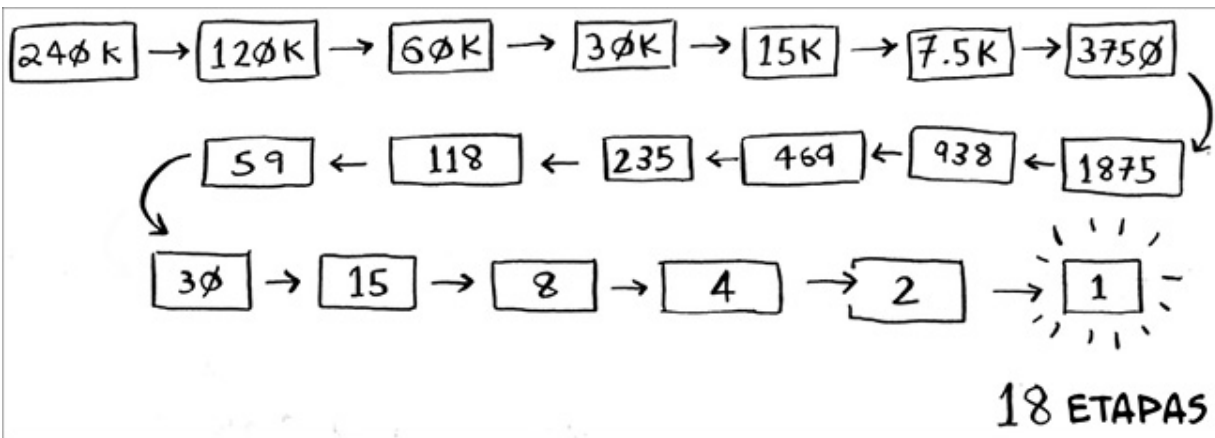 240K → 120K → 60K → 30K → 15K → 7.5K → 3750
59 ← 118 ← 235 ← 469 ← 938 ← 1875
30 → 15 → 8 → 4 → 2 → 1
18 ETAPAS